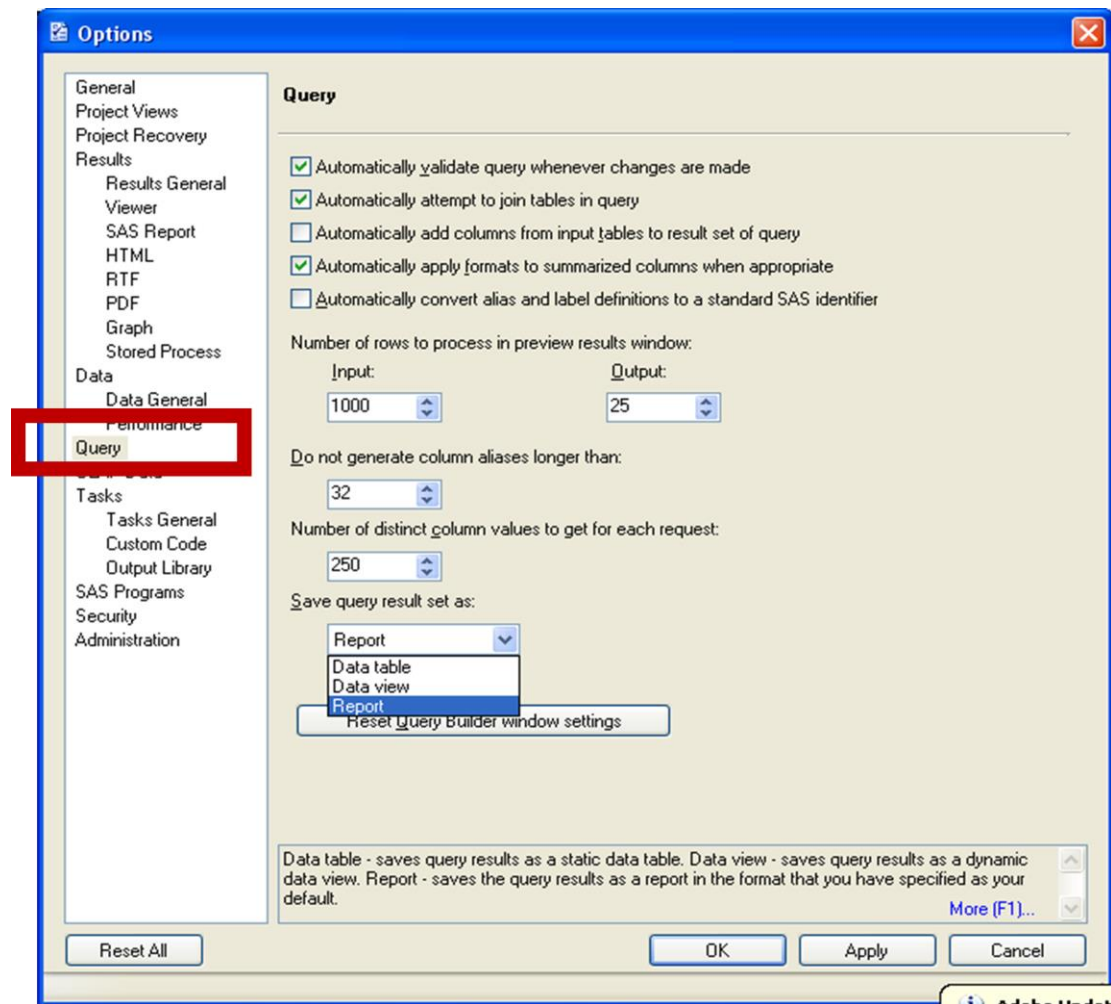 Options
General
Project Views
Project Recovery
Results
Results General
Viewer
SAS Report
HTML
RTF
PDF
Graph
Stored Process
Data
Data General
Performance
Query
Tasks
Tasks General
Custom Code
Output Library
SAS Programs
Security
Administration
Query
Automatically validate query whenever changes are made
Automatically attempt to join tables in query
Automatically add columns from input tables to result set of query
Automatically apply formats to summarized columns when appropriate
Automatically convert alias and label definitions to a standard SAS identifier
Number of rows to process in preview results window:
Input: Output:
1000 25
Do not generate column aliases longer than:
32
Number of distinct column values to get for each request:
250
Save query result set as:
Report
Data table
Data view
Report
Reset Query Builder window settings
Data table - saves query results as a static data table. Data view - saves query results as a dynamic
data view. Report - saves the query results as a report in the format that you have specified as your
default.
More (F1)...
Reset All OK Apply Cancel
Adobe